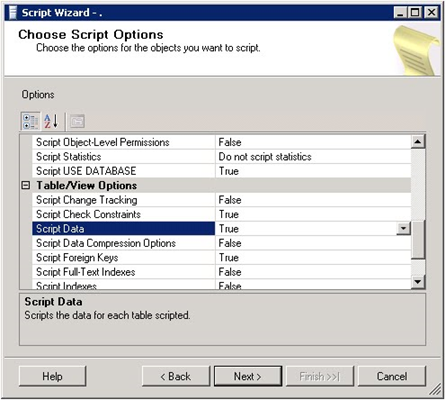 Script Wizard - .
Choose Script Options
Choose the options for the objects you want to script.
Options
Script Object-Level Permissions False
Script Statistics Do not script statistics
Script USE DATABASE True
Table/View Options
Script Change Tracking False
Script Check Constraints True
Script Data True
Script Data Compression Options False
Script Foreign Keys True
Script Full-Text Indexes False
Script Indexes False
Script Data
Scripts the data for each table scripted.
Help < Back Next > Finish >>| Cancel